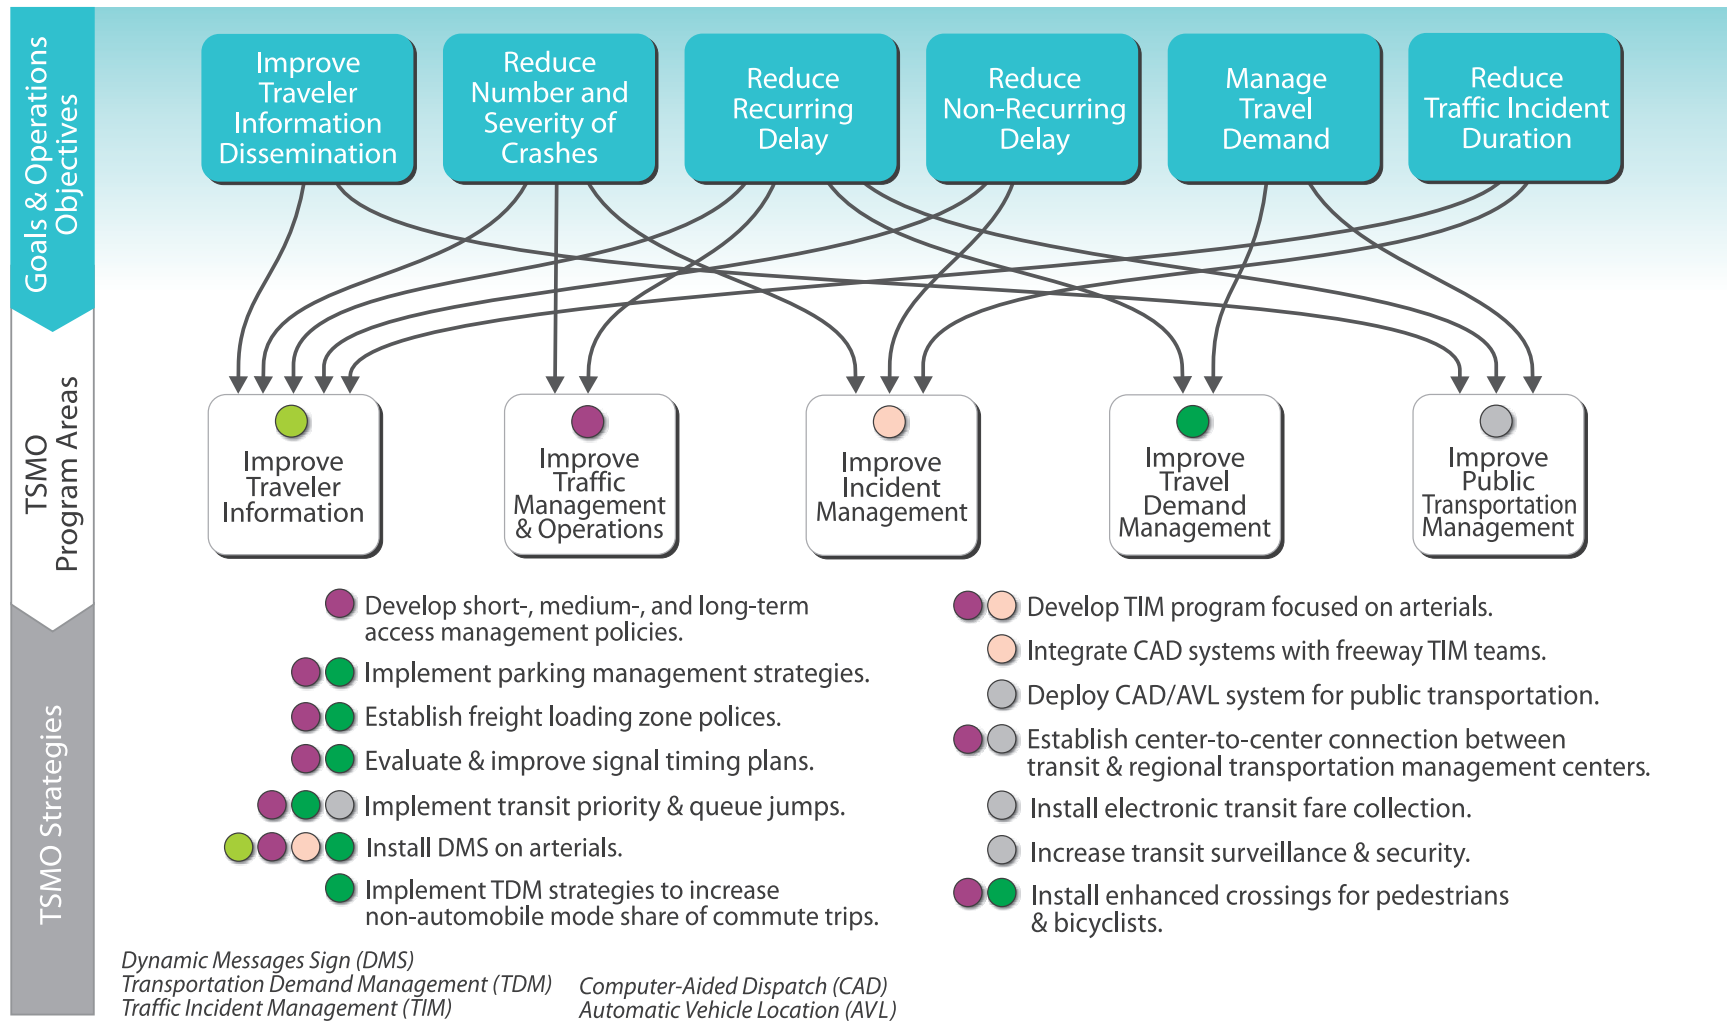 Goals & Operations
Objectives
Improve
Traveler
Information
Dissemination
Reduce
Number and
Severity of
Crashes
Reduce
Recurring
Delay
Reduce
Non-Recurring
Delay
Manage
Travel
Demand
Reduce
Traffic Incident
Duration
TSMO
Program Areas
Improve
Traveler
Information
Improve
Traffic
Management
& Operations
Improve
Incident
Management
Improve
Travel
Demand
Management
Improve
Public
Transportation
Management
TSMO Strategies
Develop short-, medium-, and long-term
access management policies.
Implement parking management strategies.
Establish freight loading zone polices.
Evaluate & improve signal timing plans.
Implement transit priority & queue jumps.
Install DMS on arterials.
Implement TDM strategies to increase
non-automobile mode share of commute trips.
Develop TIM program focused on arterials.
Integrate CAD systems with freeway TIM teams.
Deploy CAD/AVL system for public transportation.
Establish center-to-center connection between
transit & regional transportation management centers.
Install electronic transit fare collection.
Increase transit surveillance & security.
Install enhanced crossings for pedestrians
& bicyclists.
Dynamic Messages Sign (DMS)
Transportation Demand Management (TDM)
Traffic Incident Management (TIM)
Computer-Aided Dispatch (CAD)
Automatic Vehicle Location (AVL)